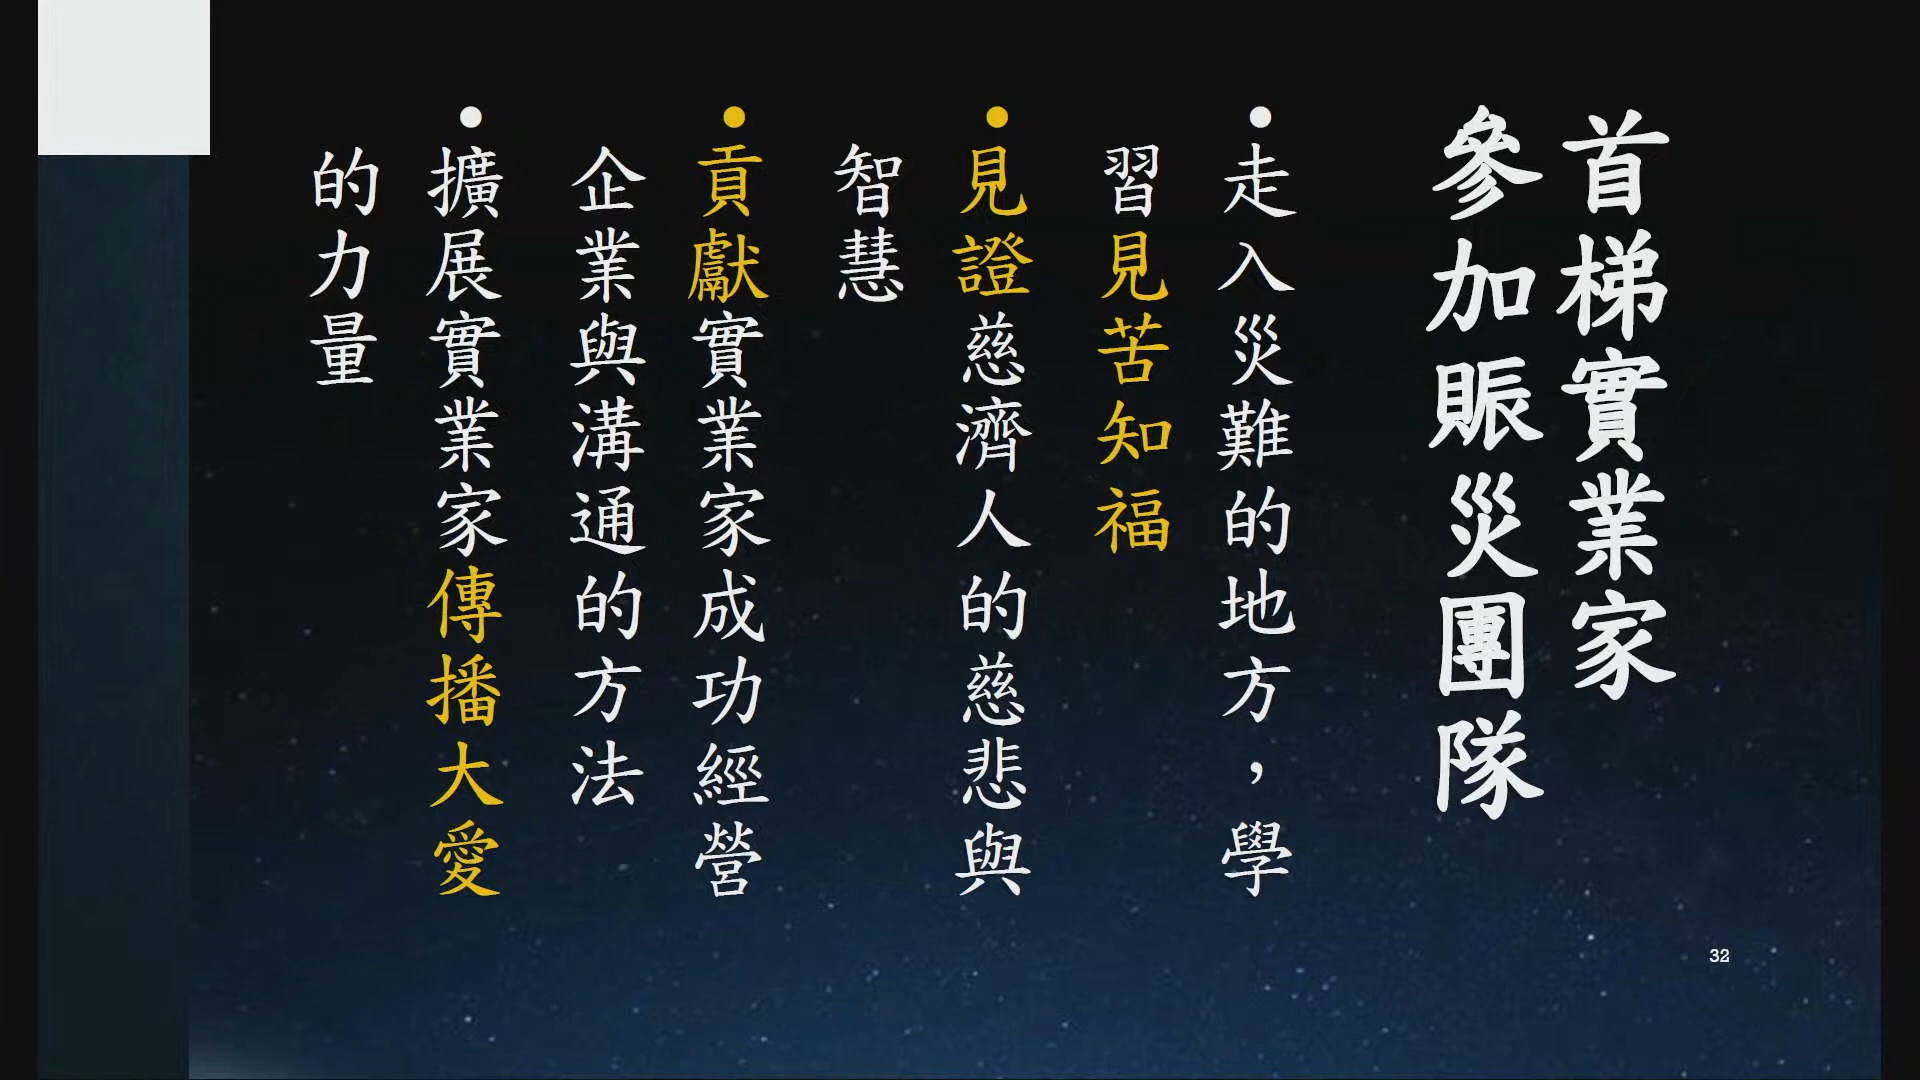 首梯實業家
參加賑災團隊
• 走入災難的地方，學
習見苦知福
• 見證慈濟人的慈悲與
智慧
• 貢獻實業家成功經營
企業與溝通的方法
• 擴展實業家傳播大愛
的力量
32